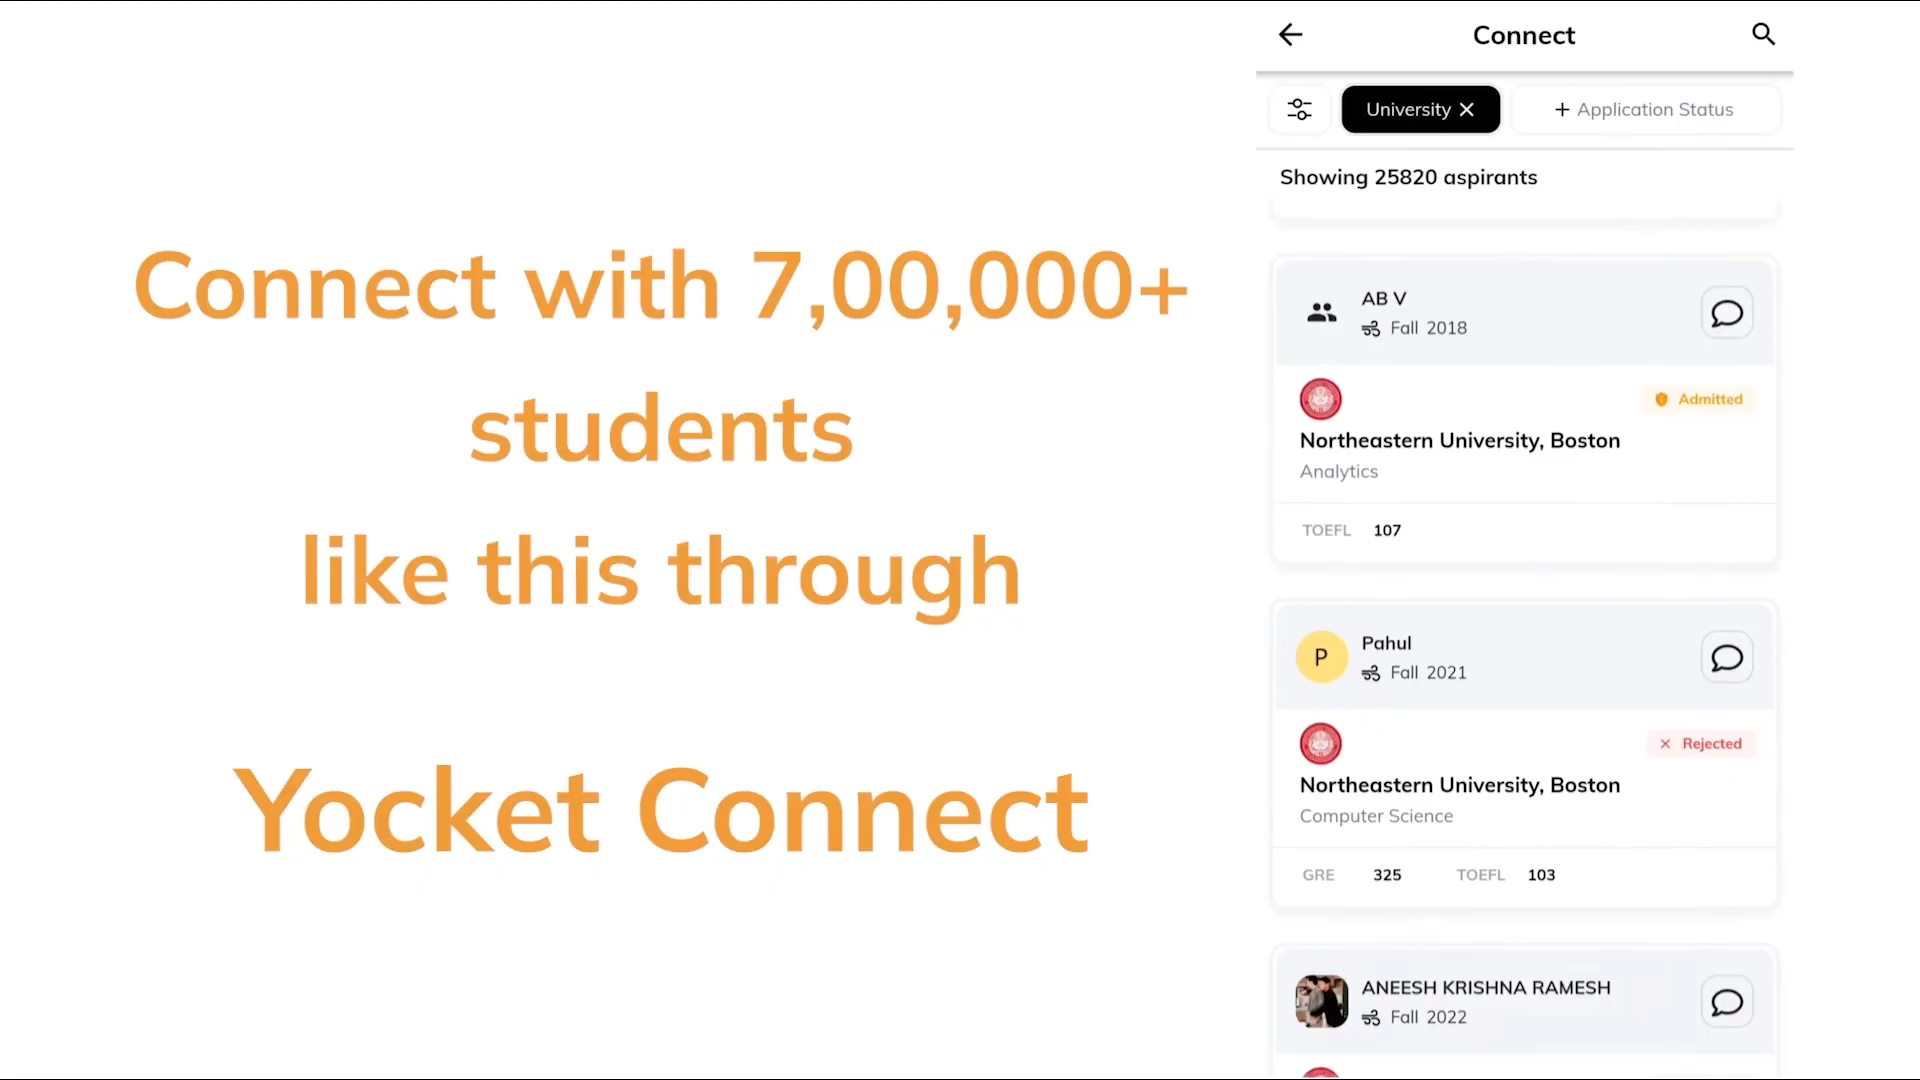 Connect with 7,00,000+
students
like this through
Yocket Connect
Connect
University
+ Application Status
Showing 25820 aspirants
AB V
Fall 2018
Admitted
Northeastern University, Boston
Analytics
TOEFL 107
P
Pahul
Fall 2021
Rejected
Northeastern University, Boston
Computer Science
GRE 325 TOEFL 103
ANEESH KRISHNA RAMESH
Fall 2022